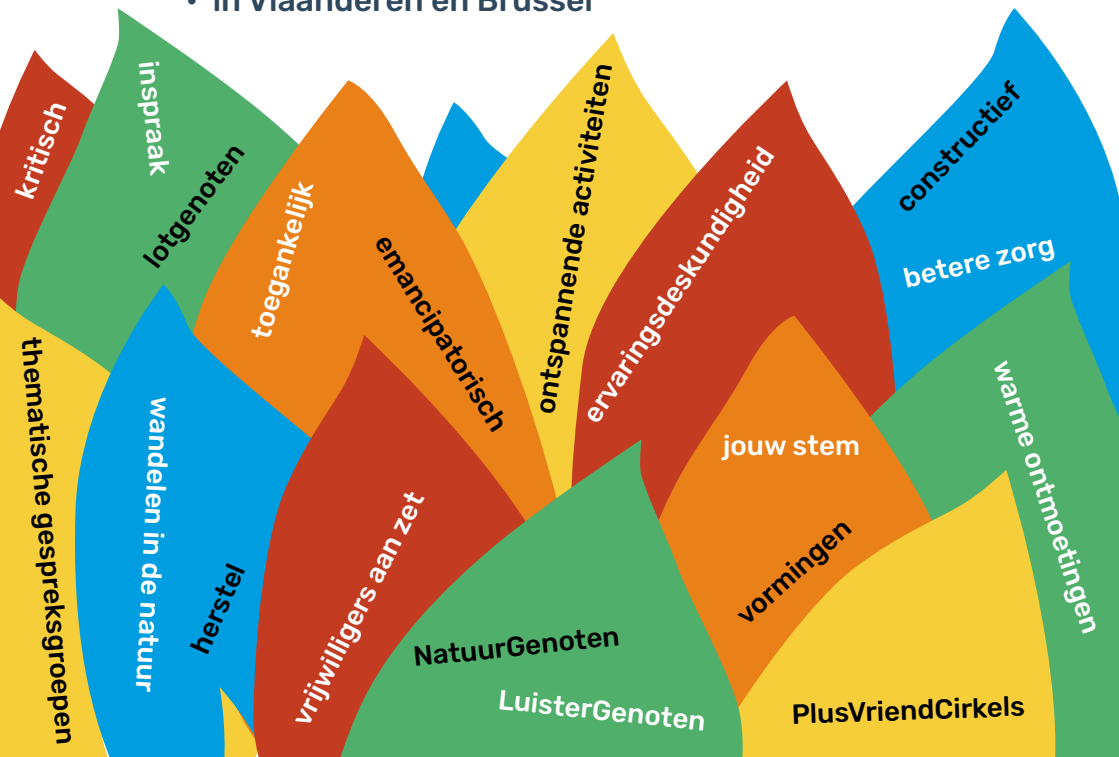 • in Vlaanderen en Brussel
kritisch
inspraak
lotgenoten
toegankelijk
emancipatorisch
ontspannende activiteiten
ervaringsdeskundigheid
constructief
betere zorg
thematische gespreksgroepen
wandelen in de natuur
herstel
vrijwilligers aan zet
jouw stem
vormingen
warme ontmoetingen
NatuurGenoten
LuisterGenoten
PlusVriendCirkels